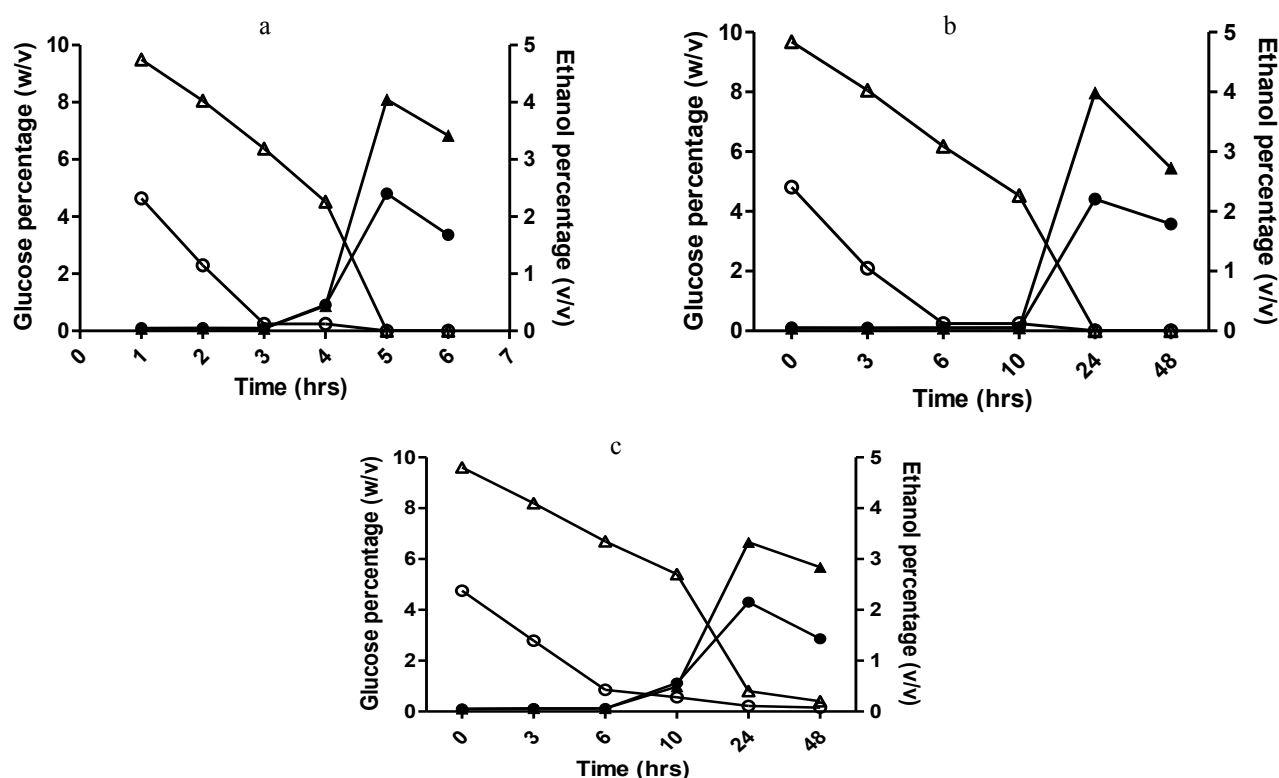 a
Glucose percentage (w/v)
10
8
6
4
2
0
5
4
3
2
1
0
Ethanol percentage (v/v)
0 1 2 3 4 5 6 7
Time (hrs)
b
Glucose percentage (w/v)
10
8
6
4
2
0
5
4
3
2
1
0
Ethanol percentage (v/v)
0 3 6 10 24 48
Time (hrs)
c
Glucose percentage (w/v)
10
8
6
4
2
0
5
4
3
2
1
0
Ethanol percentage (v/v)
0 3 6 10 24 48
Time (hrs)